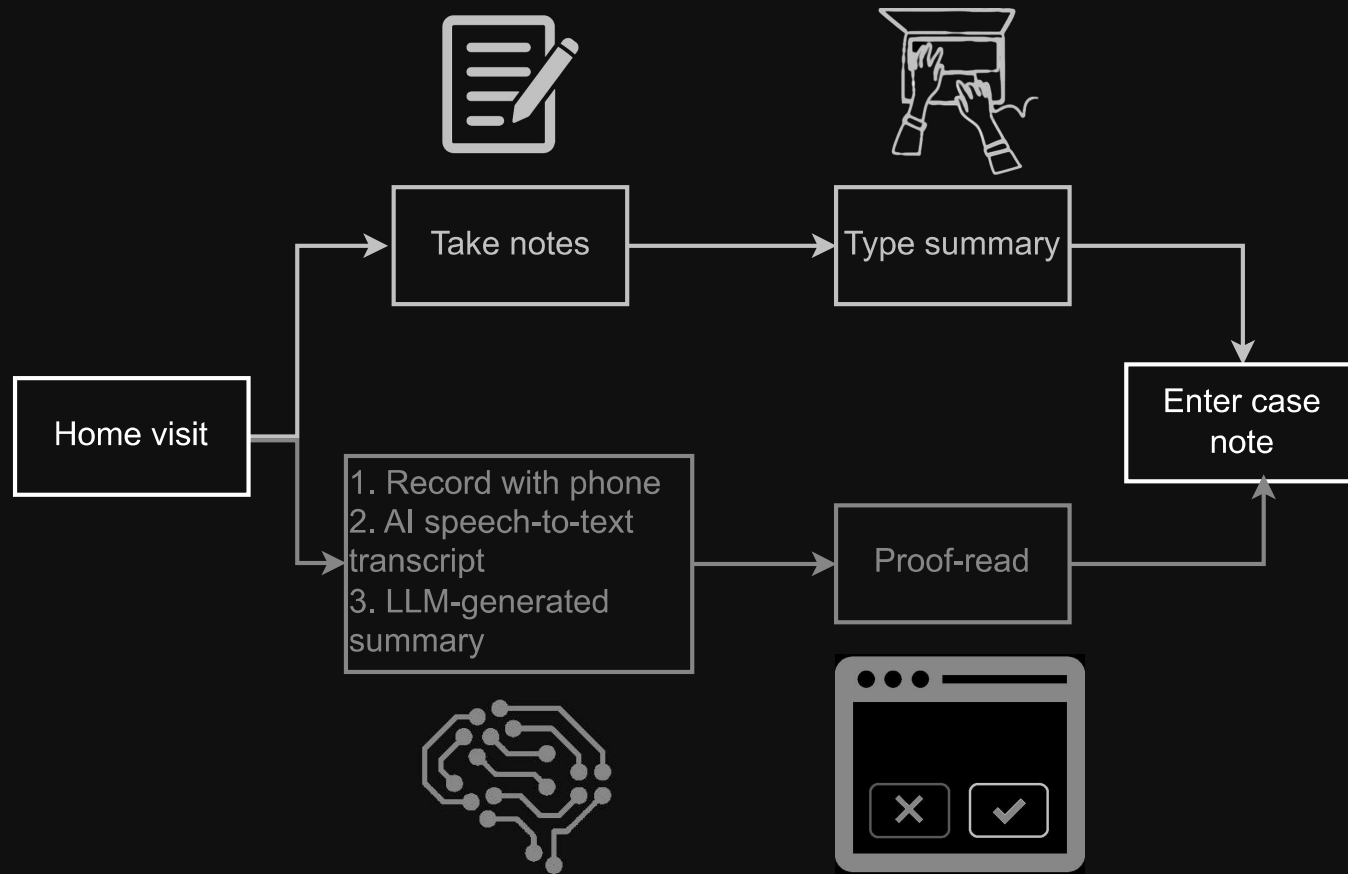 Take notes
Type summary
Home visit
Enter case
note
1. Record with phone
2. AI speech-to-text
transcript
3. LLM-generated
summary
Proof-read